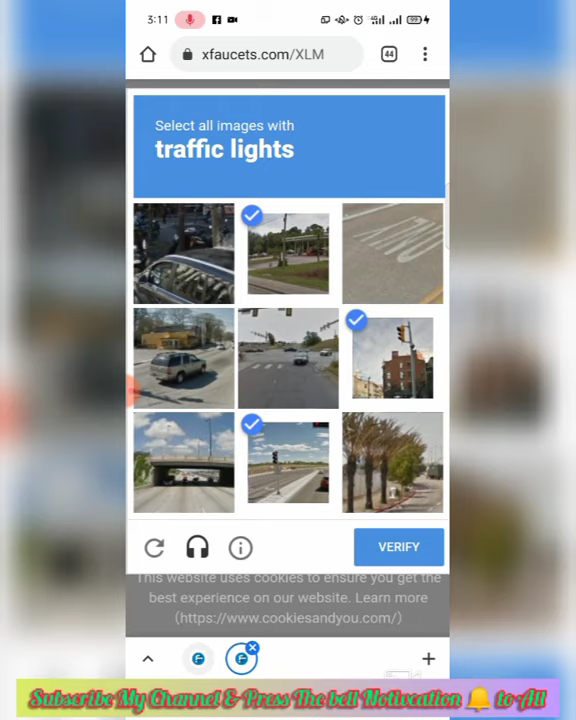 3:11
xfaucets.com/XLM
44
Select all images with
traffic lights
VERIFY
This website uses cookies to ensure you get the
best experience on our website. Learn more
(https://www.cookiesandyou.com/)
Subscribe My Channel & Press The bell Notiveation 🔔 to All